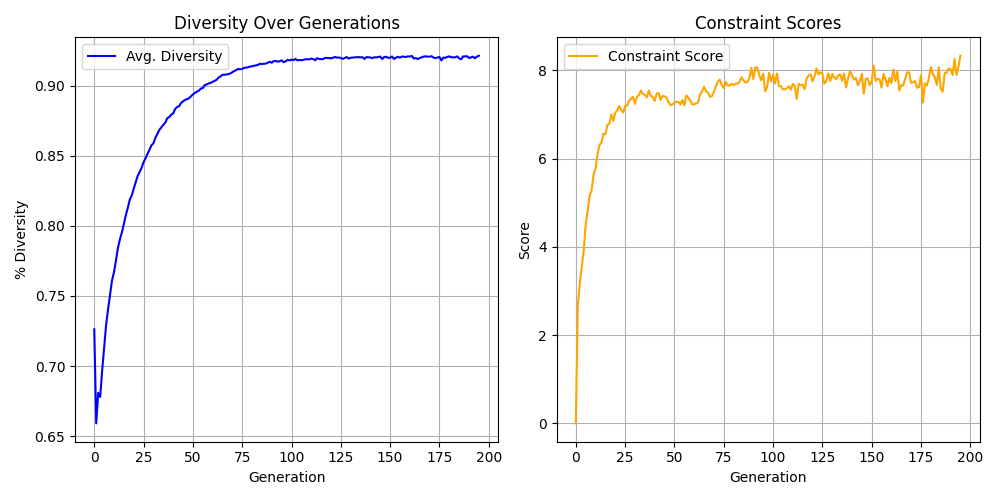 Diversity Over Generations
Avg. Diversity
% Diversity
0.90
0.85
0.80
0.75
0.70
0.65
0 25 50 75 100 125 150 175 200
Generation
Constraint Scores
Constraint Score
Score
8
6
4
2
0
0 25 50 75 100 125 150 175 200
Generation